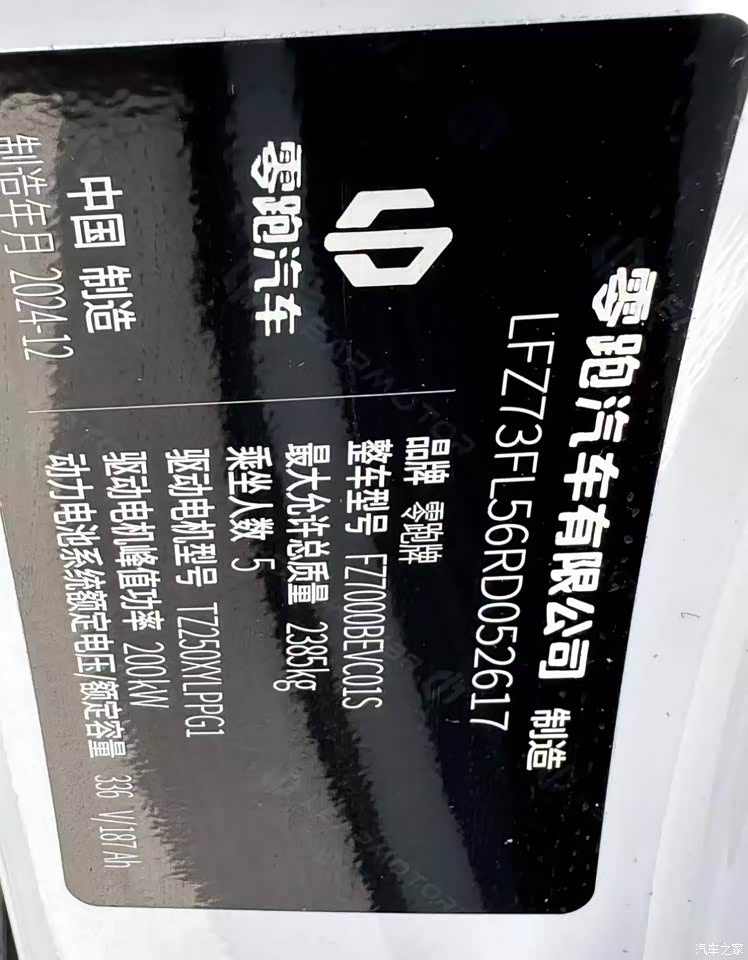 零跑汽车有限公司 制造
LFZ73FL56RD052617
零跑汽车
中国 制造
制造年月 2024-12
品牌 零跑牌
整车型号 FZ7000BEVC01S
最大允许总质量 2385kg
乘坐人数 5
驱动电机型号 TZ250XYLPPG1
驱动电机峰值功率 200kW
动力电池系统额定电压/额定容量 336 V/187Ah
汽车之家